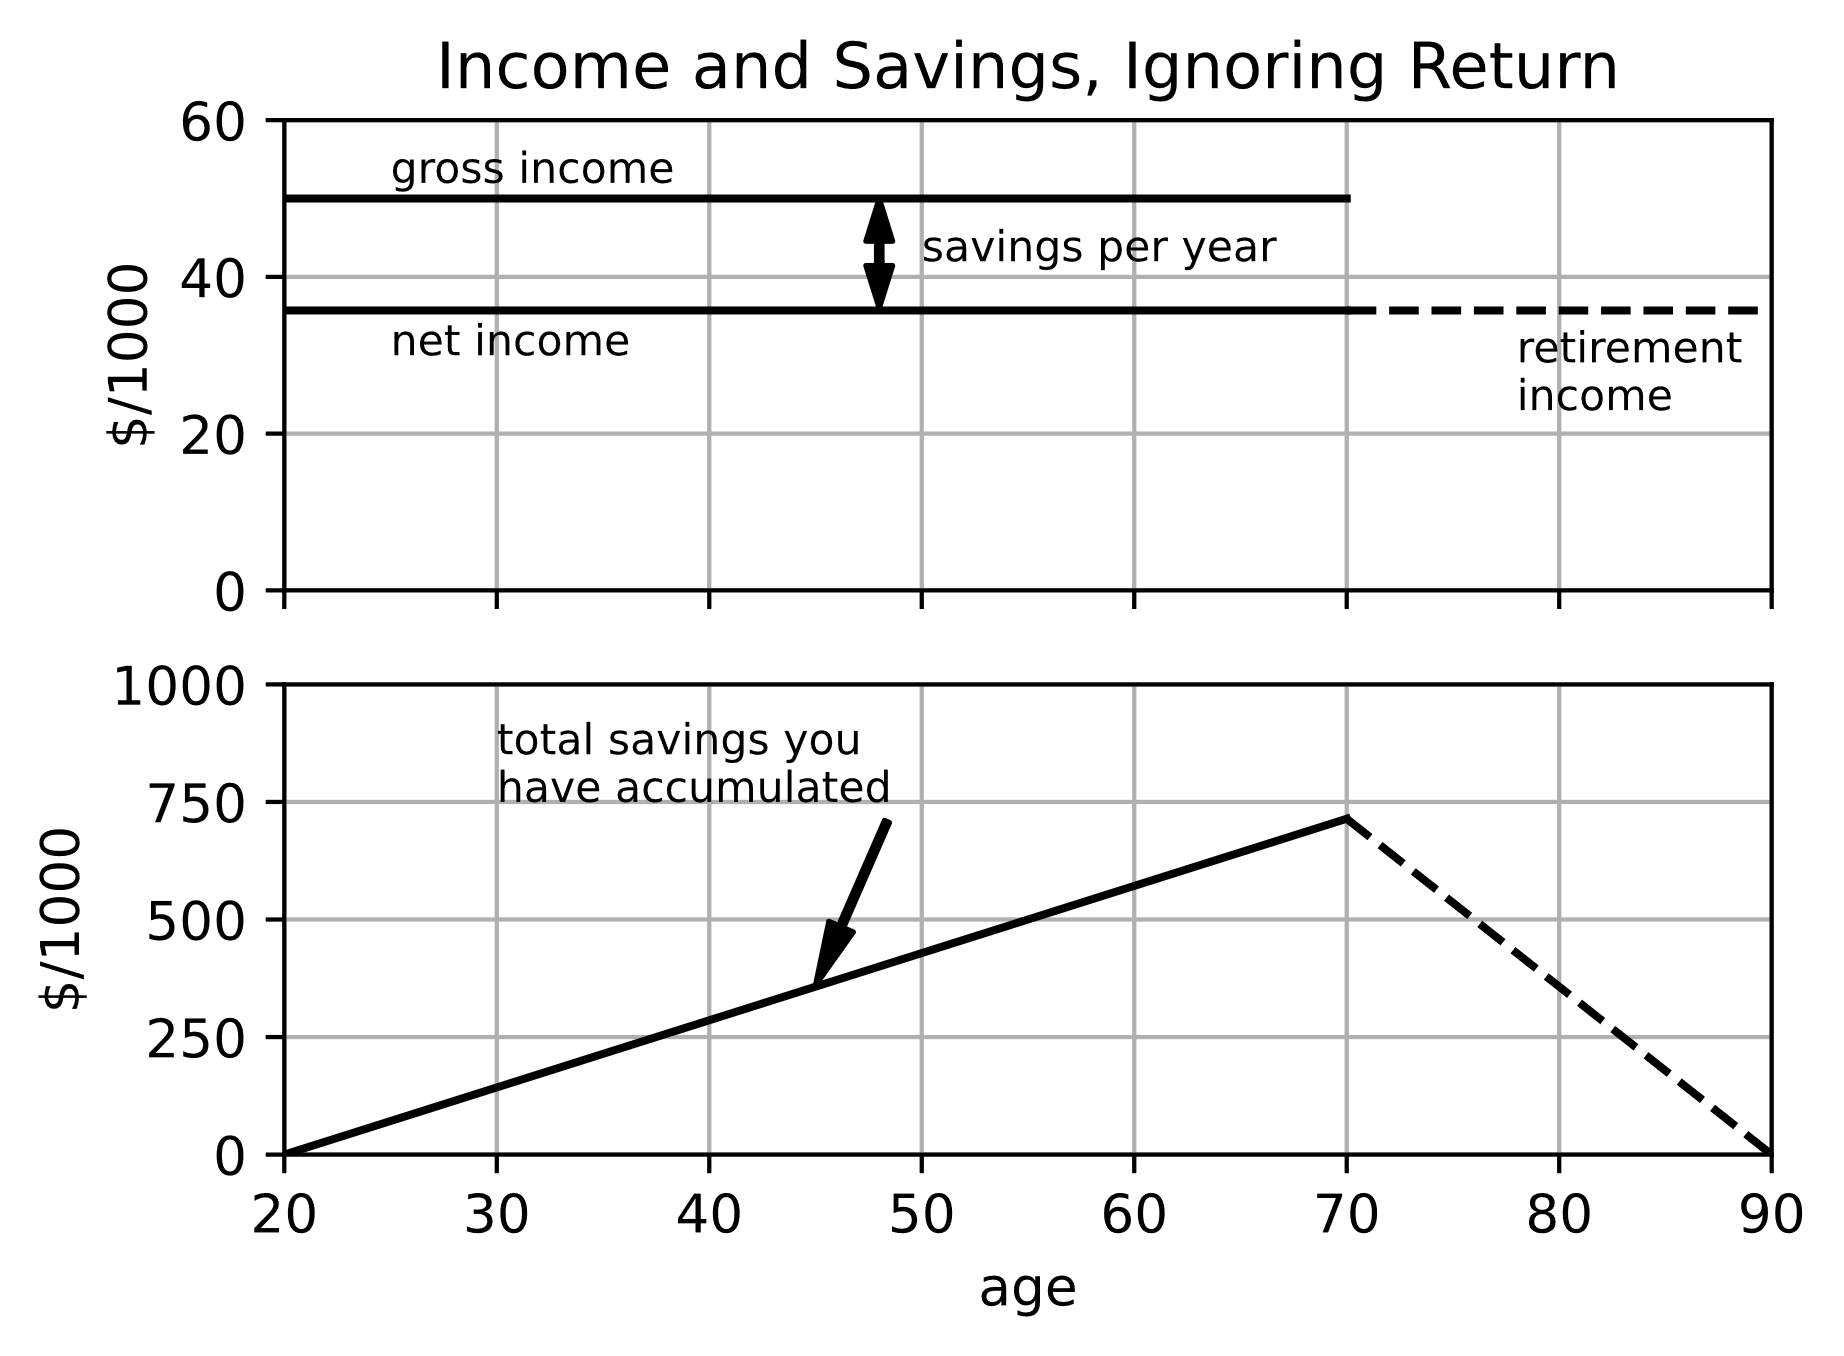 Income and Savings, Ignoring Return
60
gross income
savings per year
40
net income
retirement
income
$/1000
20
0
1000
total savings you
have accumulated
750
500
$/1000
250
0
20 30 40 50 60 70 80 90
age